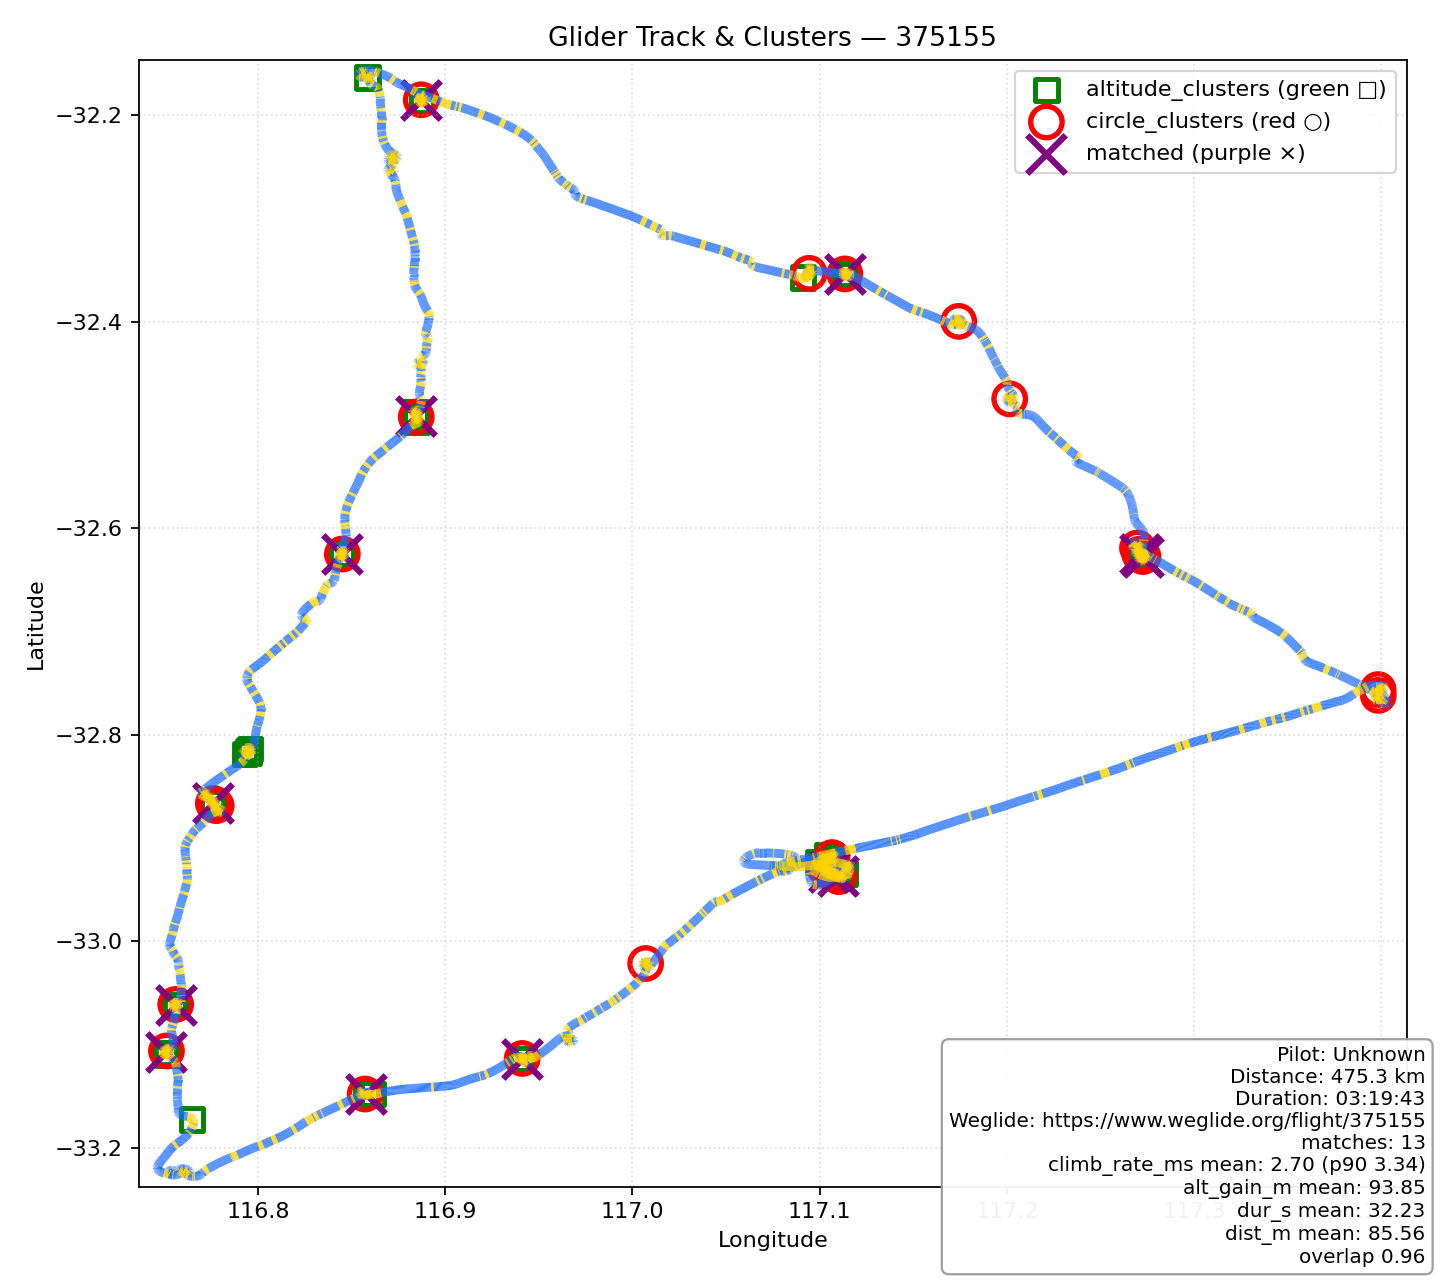 Glider Track & Clusters — 375155
altitude_clusters (green □)
circle_clusters (red ○)
matched (purple ×)
Latitude
−32.2
−32.4
−32.6
−32.8
−33.0
−33.2
116.8
116.9
117.0
117.1
117.2
117.3
Longitude
Pilot: Unknown
Distance: 475.3 km
Duration: 03:19:43
Weglide: https://www.weglide.org/flight/375155
matches: 13
climb_rate_ms mean: 2.70 (p90 3.34)
alt_gain_m mean: 93.85
dur_s mean: 32.23
dist_m mean: 85.56
overlap 0.96